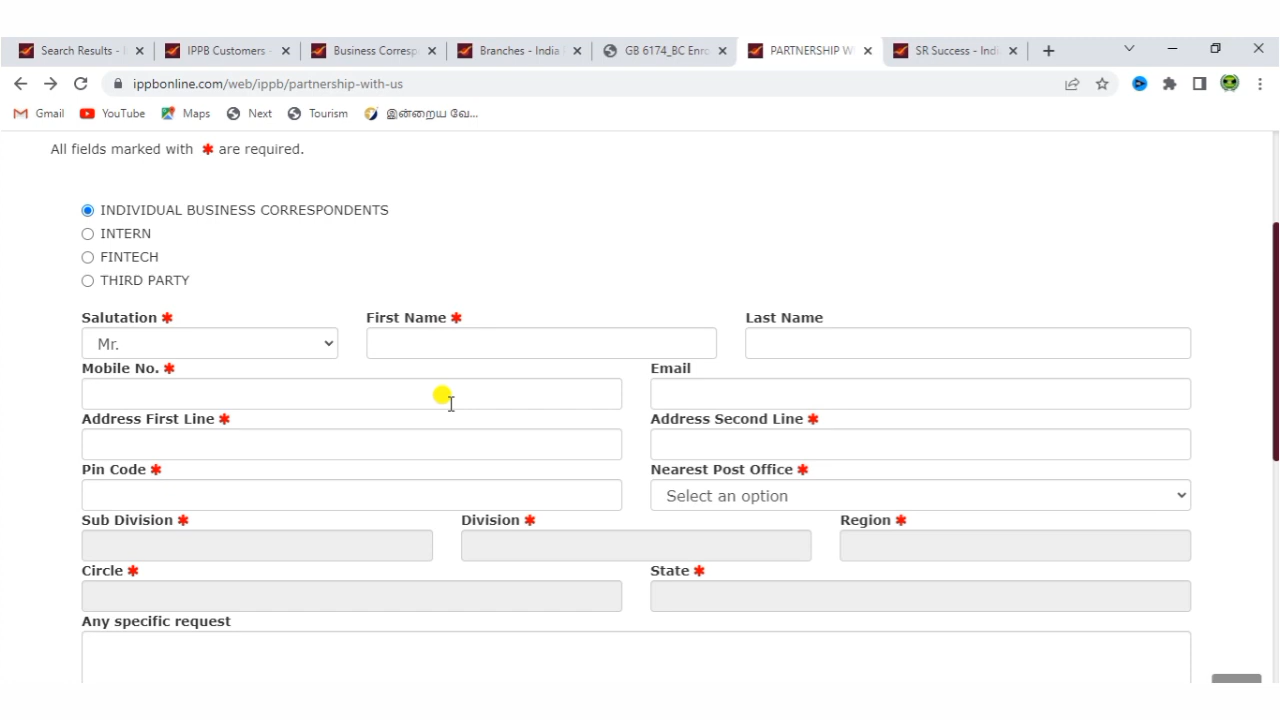 Search Results - I
IPPB Customers -
Business Corresp
Branches - India
GB 6174_BC Enro
PARTNERSHIP W
SR Success - Indi
ippbonline.com/web/ippb/partnership-with-us
Gmail YouTube Maps Next Tourism இன்றைய வே...
All fields marked with * are required.
INDIVIDUAL BUSINESS CORRESPONDENTS
INTERN
FINTECH
THIRD PARTY
Salutation * First Name * Last Name
Mr.
Mobile No. * Email
Address First Line * Address Second Line *
Pin Code * Nearest Post Office *
Select an option
Sub Division * Division * Region *
Circle * State *
Any specific request